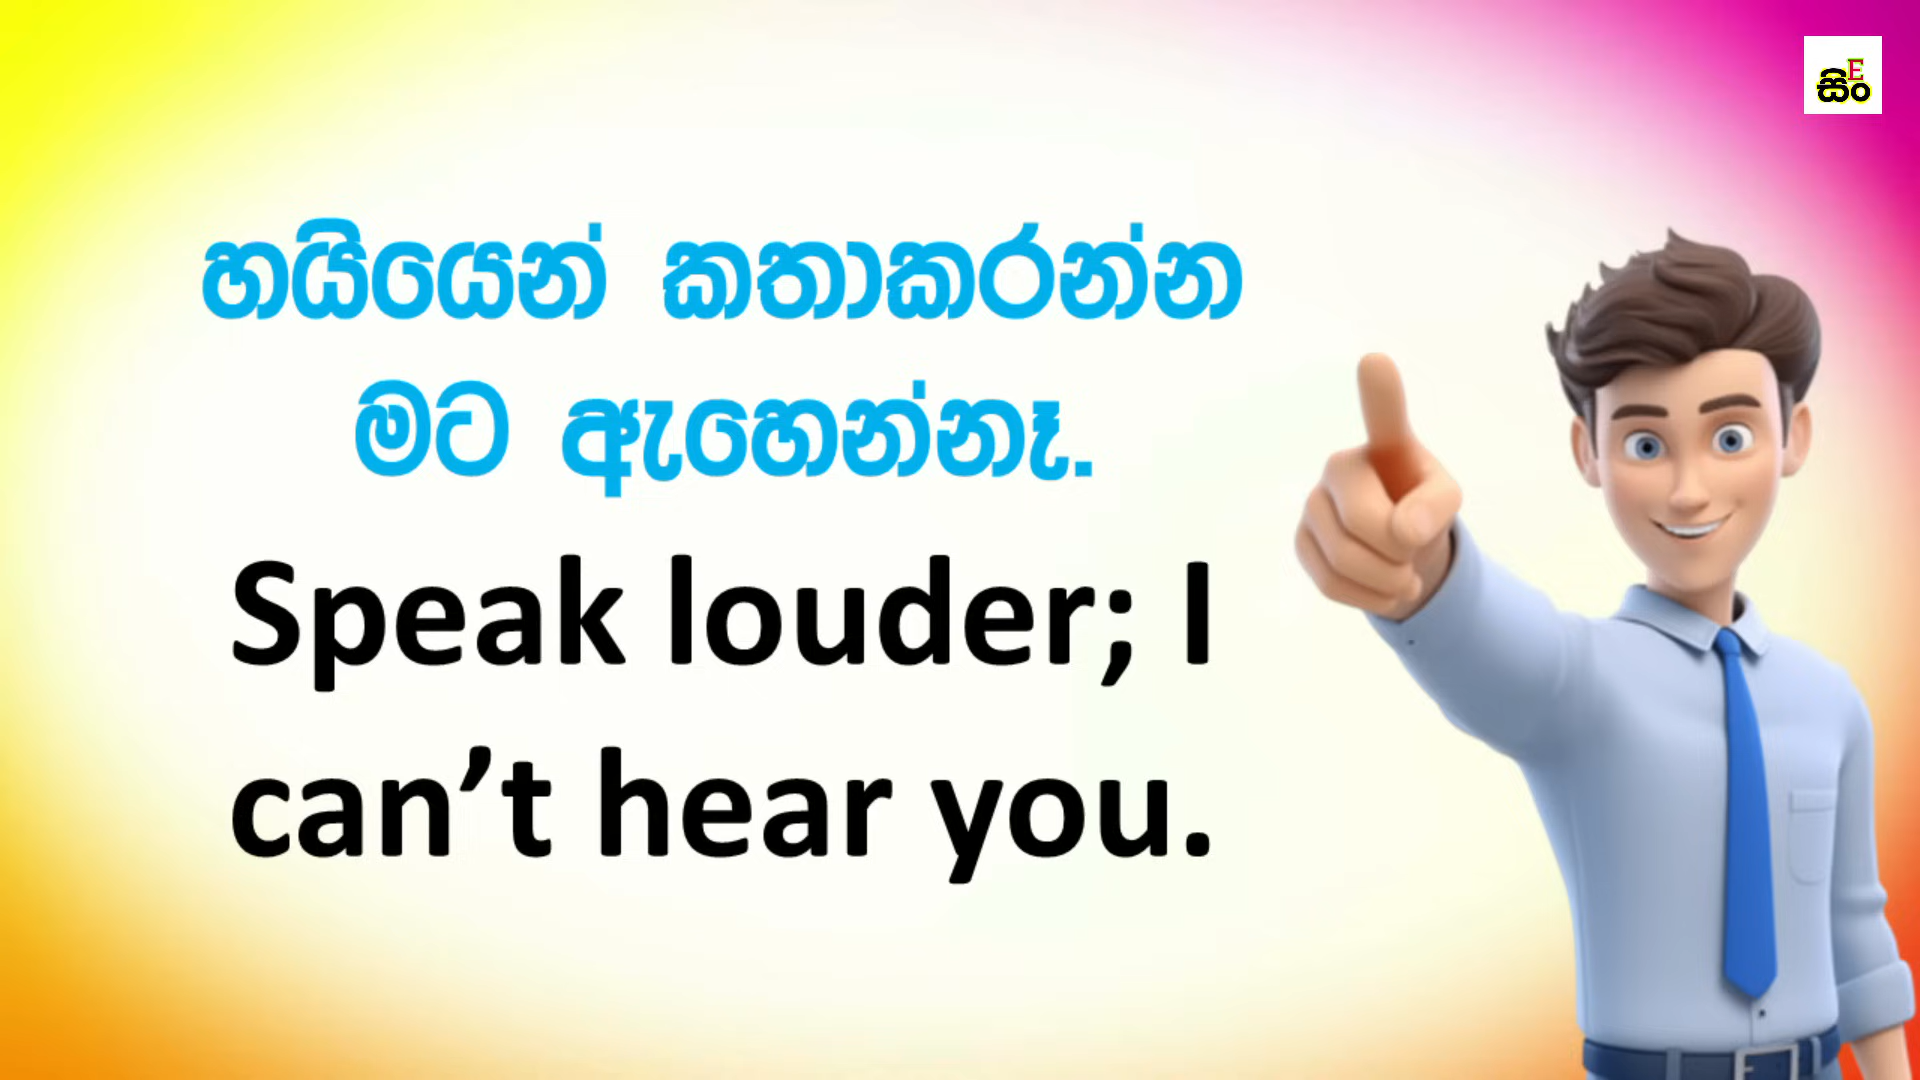 E
සිං
හයියෙන් කතාකරන්න
මට ඇහෙන්නෑ.
Speak louder; I
can’t hear you.